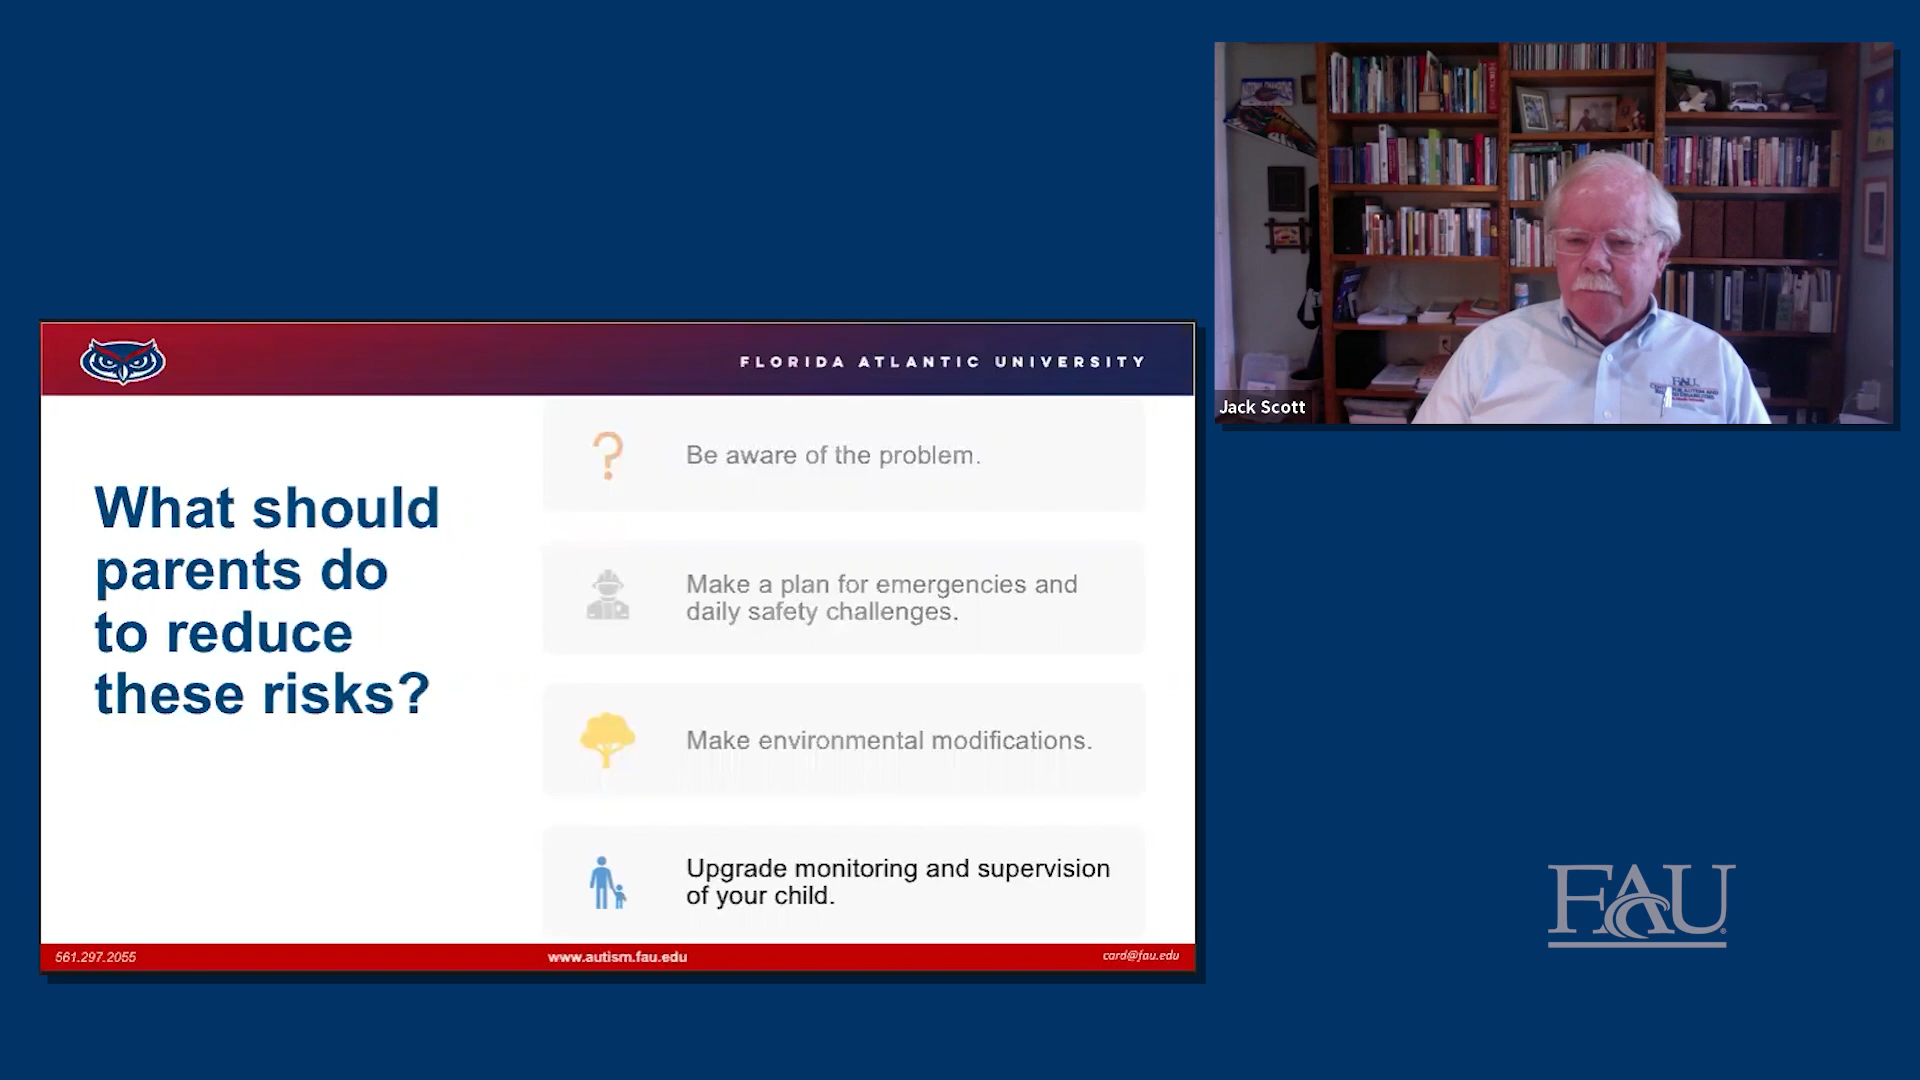 FLORIDA ATLANTIC UNIVERSITY
What should
parents do
to reduce
these risks?
Be aware of the problem.
Make a plan for emergencies and
daily safety challenges.
Make environmental modifications.
Upgrade monitoring and supervision
of your child.
561.297.2055
www.autism.fau.edu
card@fau.edu
Jack Scott
FAU
FAU